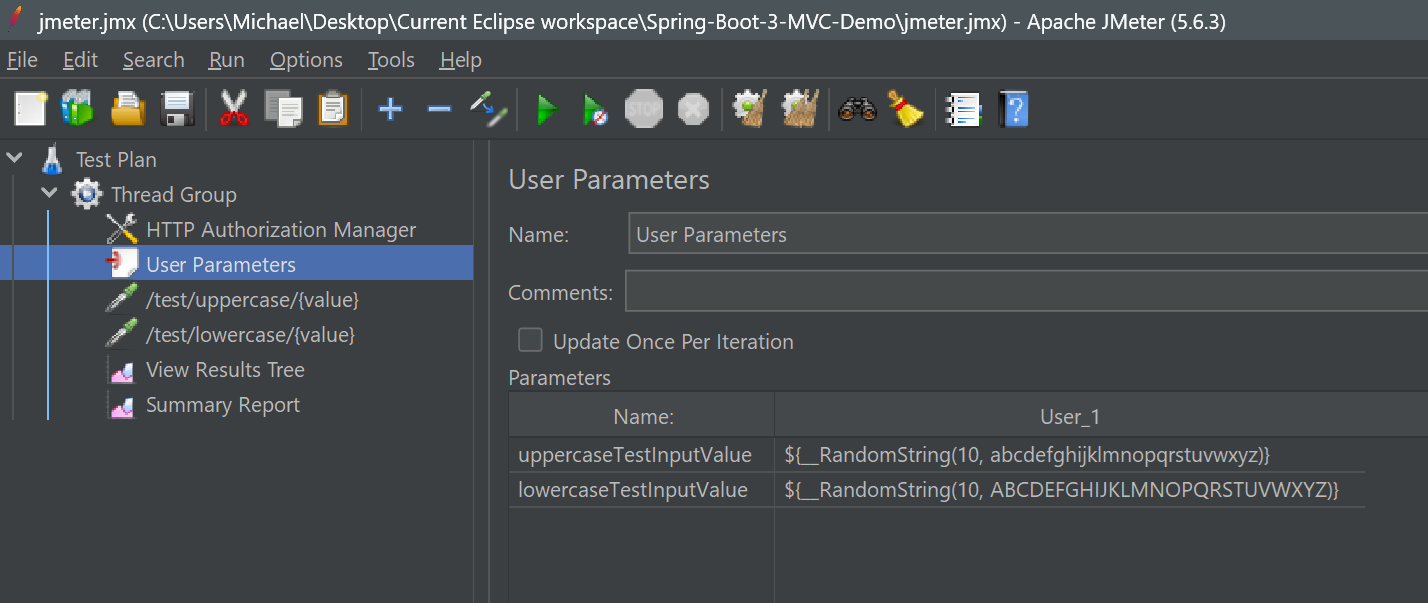 jmeter.jmx (C:\Users\Michael\Desktop\Current Eclipse workspace\Spring-Boot-3-MVC-Demo\jmeter.jmx) - Apache JMeter (5.6.3)
File Edit Search Run Options Tools Help
STOP
Test Plan
Thread Group
HTTP Authorization Manager
User Parameters
/test/uppercase/{value}
/test/lowercase/{value}
View Results Tree
Summary Report
User Parameters
Name: User Parameters
Comments:
Update Once Per Iteration
Parameters
Name: User_1
uppercaseTestInputValue ${__RandomString(10, abcdefghijklmnopqrstuvwxyz)}
lowercaseTestInputValue ${__RandomString(10, ABCDEFGHIJKLMNOPQRSTUVWXYZ)}